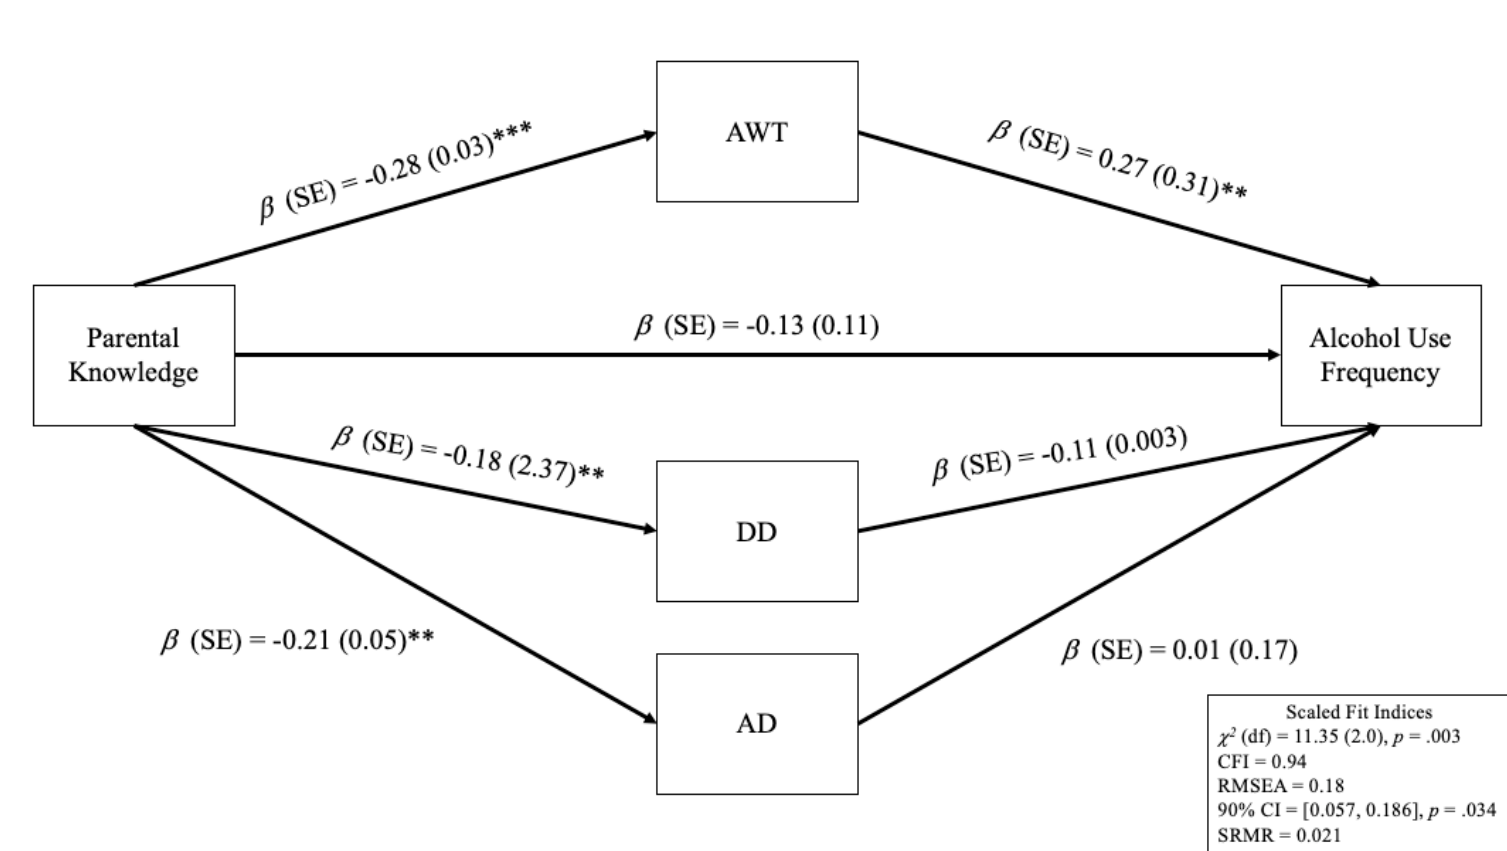 AWT
β (SE) = -0.28 (0.03)***
β (SE) = 0.27 (0.31)**
Parental
Knowledge
β (SE) = -0.13 (0.11)
Alcohol Use
Frequency
β (SE) = -0.18 (2.37)**
β (SE) = -0.11 (0.003)
DD
β (SE) = -0.21 (0.05)**
β (SE) = 0.01 (0.17)
AD
Scaled Fit Indices
χ² (df) = 11.35 (2.0), p = .003
CFI = 0.94
RMSEA = 0.18
90% CI = [0.057, 0.186], p = .034
SRMR = 0.021